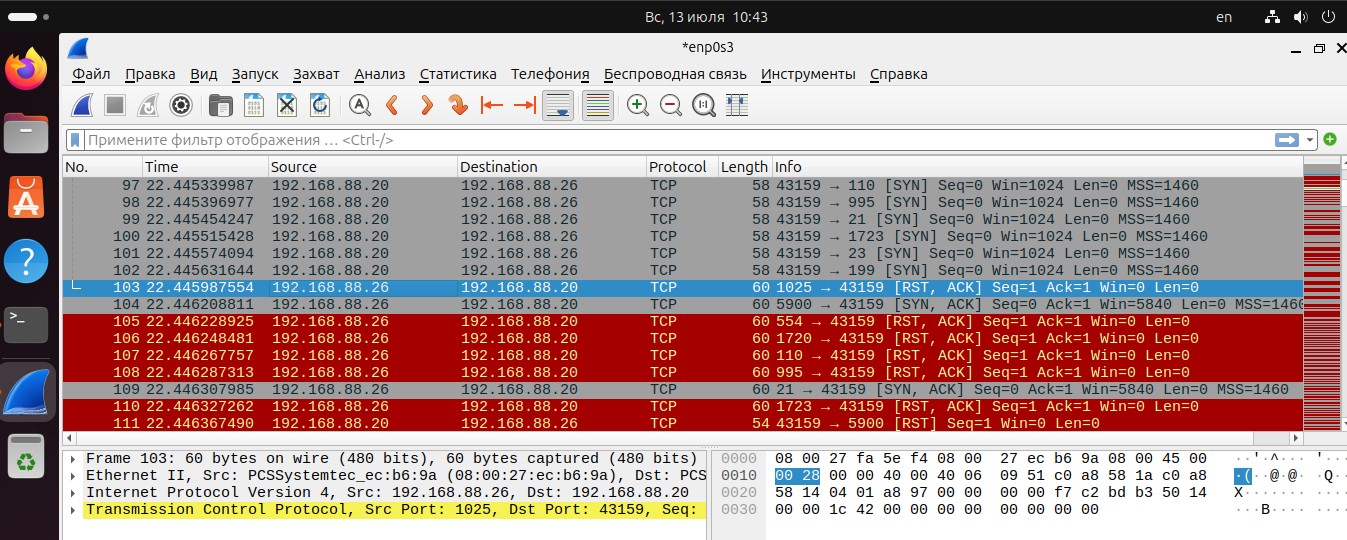 Вс, 13 июля 10:43
en
*enp0s3
Файл Правка Вид Запуск Захват Анализ Статистика Телефония Беспроводная связь Инструменты Справка
Примените фильтр отображения … <Ctrl-/>
No. Time Source Destination Protocol Length Info
97 22.445339987 192.168.88.20 192.168.88.26 TCP 58 43159 → 110 [SYN] Seq=0 Win=1024 Len=0 MSS=1460
98 22.445396977 192.168.88.20 192.168.88.26 TCP 58 43159 → 995 [SYN] Seq=0 Win=1024 Len=0 MSS=1460
99 22.445454247 192.168.88.20 192.168.88.26 TCP 58 43159 → 21 [SYN] Seq=0 Win=1024 Len=0 MSS=1460
100 22.445515428 192.168.88.20 192.168.88.26 TCP 58 43159 → 1723 [SYN] Seq=0 Win=1024 Len=0 MSS=1460
101 22.445574094 192.168.88.20 192.168.88.26 TCP 58 43159 → 23 [SYN] Seq=0 Win=1024 Len=0 MSS=1460
102 22.445631644 192.168.88.20 192.168.88.26 TCP 58 43159 → 199 [SYN] Seq=0 Win=1024 Len=0 MSS=1460
103 22.445987554 192.168.88.26 192.168.88.20 TCP 60 1025 → 43159 [RST, ACK] Seq=1 Ack=1 Win=0 Len=0
104 22.446208811 192.168.88.26 192.168.88.20 TCP 60 5900 → 43159 [SYN, ACK] Seq=0 Ack=1 Win=5840 Len=0 MSS=1460
105 22.446228925 192.168.88.26 192.168.88.20 TCP 60 554 → 43159 [RST, ACK] Seq=1 Ack=1 Win=0 Len=0
106 22.446248481 192.168.88.26 192.168.88.20 TCP 60 1720 → 43159 [RST, ACK] Seq=1 Ack=1 Win=0 Len=0
107 22.446267757 192.168.88.26 192.168.88.20 TCP 60 110 → 43159 [RST, ACK] Seq=1 Ack=1 Win=0 Len=0
108 22.446287313 192.168.88.26 192.168.88.20 TCP 60 995 → 43159 [RST, ACK] Seq=1 Ack=1 Win=0 Len=0
109 22.446307985 192.168.88.26 192.168.88.20 TCP 60 21 → 43159 [SYN, ACK] Seq=0 Ack=1 Win=5840 Len=0 MSS=1460
110 22.446327262 192.168.88.26 192.168.88.20 TCP 60 1723 → 43159 [RST, ACK] Seq=1 Ack=1 Win=0 Len=0
111 22.446367490 192.168.88.20 192.168.88.26 TCP 54 43159 → 5900 [RST] Seq=1 Win=0 Len=0
Frame 103: 60 bytes on wire (480 bits), 60 bytes captured (480 bits)
Ethernet II, Src: PCSSystemtec_ec:b6:9a (08:00:27:ec:b6:9a), Dst: PCS
Internet Protocol Version 4, Src: 192.168.88.26, Dst: 192.168.88.20
Transmission Control Protocol, Src Port: 1025, Dst Port: 43159, Seq:
0000 08 00 27 fa 5e f4 08 00 27 ec b6 9a 08 00 45 00 ··'·^··· '·····
0010 00 28 00 00 40 00 40 06 09 51 c0 a8 58 1a c0 a8 ·(··@·@· ·Q··
0020 58 14 04 01 a8 97 00 00 00 00 f7 c2 bd b3 50 14 X······· ······
0030 00 00 1c 42 00 00 00 00 00 00 00 00 ···B···· ····